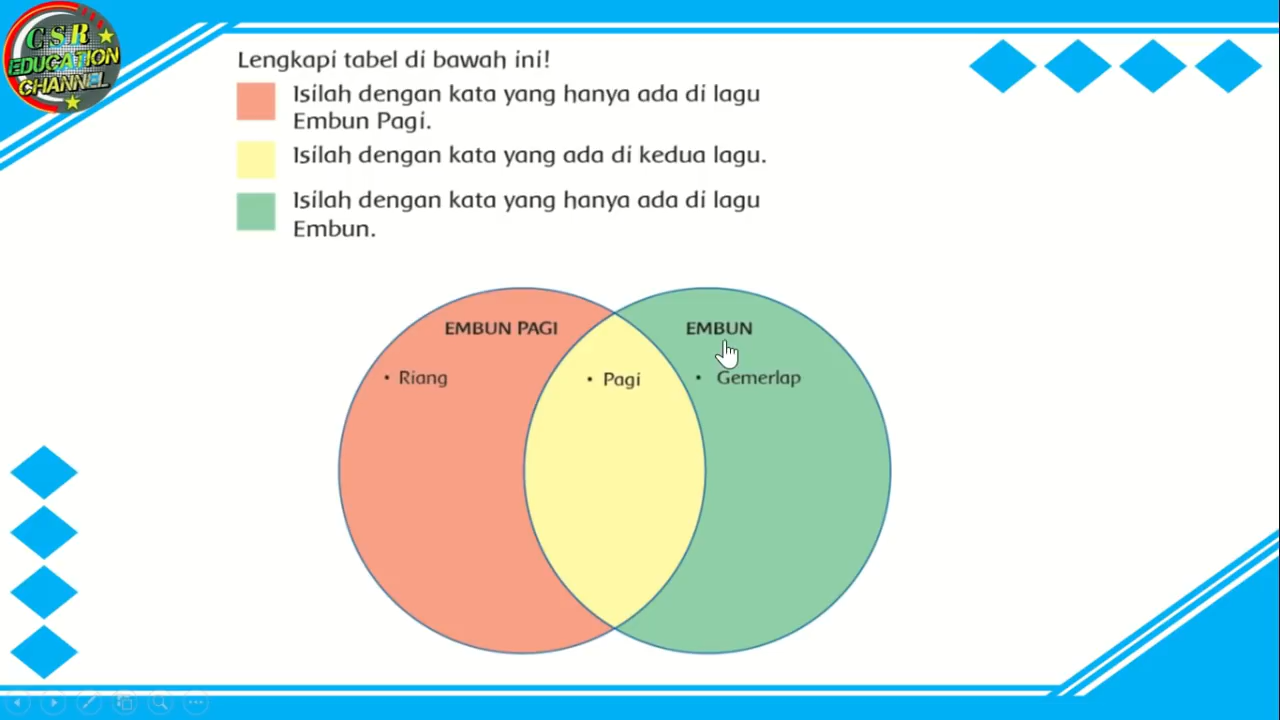 CSR
EDUCATION
CHANNEL
Lengkapi tabel di bawah ini!
Isilah dengan kata yang hanya ada di lagu
Embun Pagi.
Isilah dengan kata yang ada di kedua lagu.
Isilah dengan kata yang hanya ada di lagu
Embun.
EMBUN PAGI
• Riang
• Pagi
EMBUN
• Gemerlap